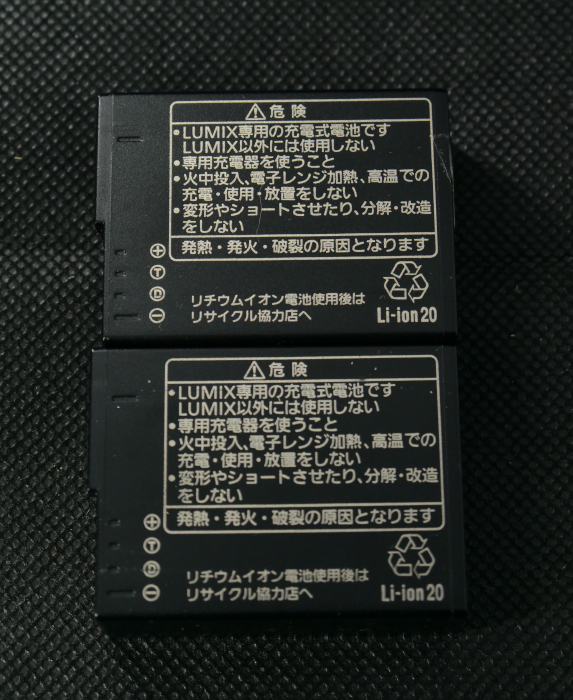 ⚠危険
•LUMIX専用の充電式電池です
LUMIX以外には使用しない
•専用充電器を使うこと
•火中投入、電子レンジ加熱、高温での
充電・使用・放置をしない
•変形やショートさせたり、分解・改造
をしない
発熱・発火・破裂の原因となります
⊕
Ⓣ
Ⓓ
⊖
リチウムイオン電池使用後は
リサイクル協力店へ
Li-ion20
⚠危険
•LUMIX専用の充電式電池です
LUMIX以外には使用しない
•専用充電器を使うこと
•火中投入、電子レンジ加熱、高温での
充電・使用・放置をしない
•変形やショートさせたり、分解・改造
をしない
発熱・発火・破裂の原因となります
⊕
Ⓣ
Ⓓ
⊖
リチウムイオン電池使用後は
リサイクル協力店へ
Li-ion20